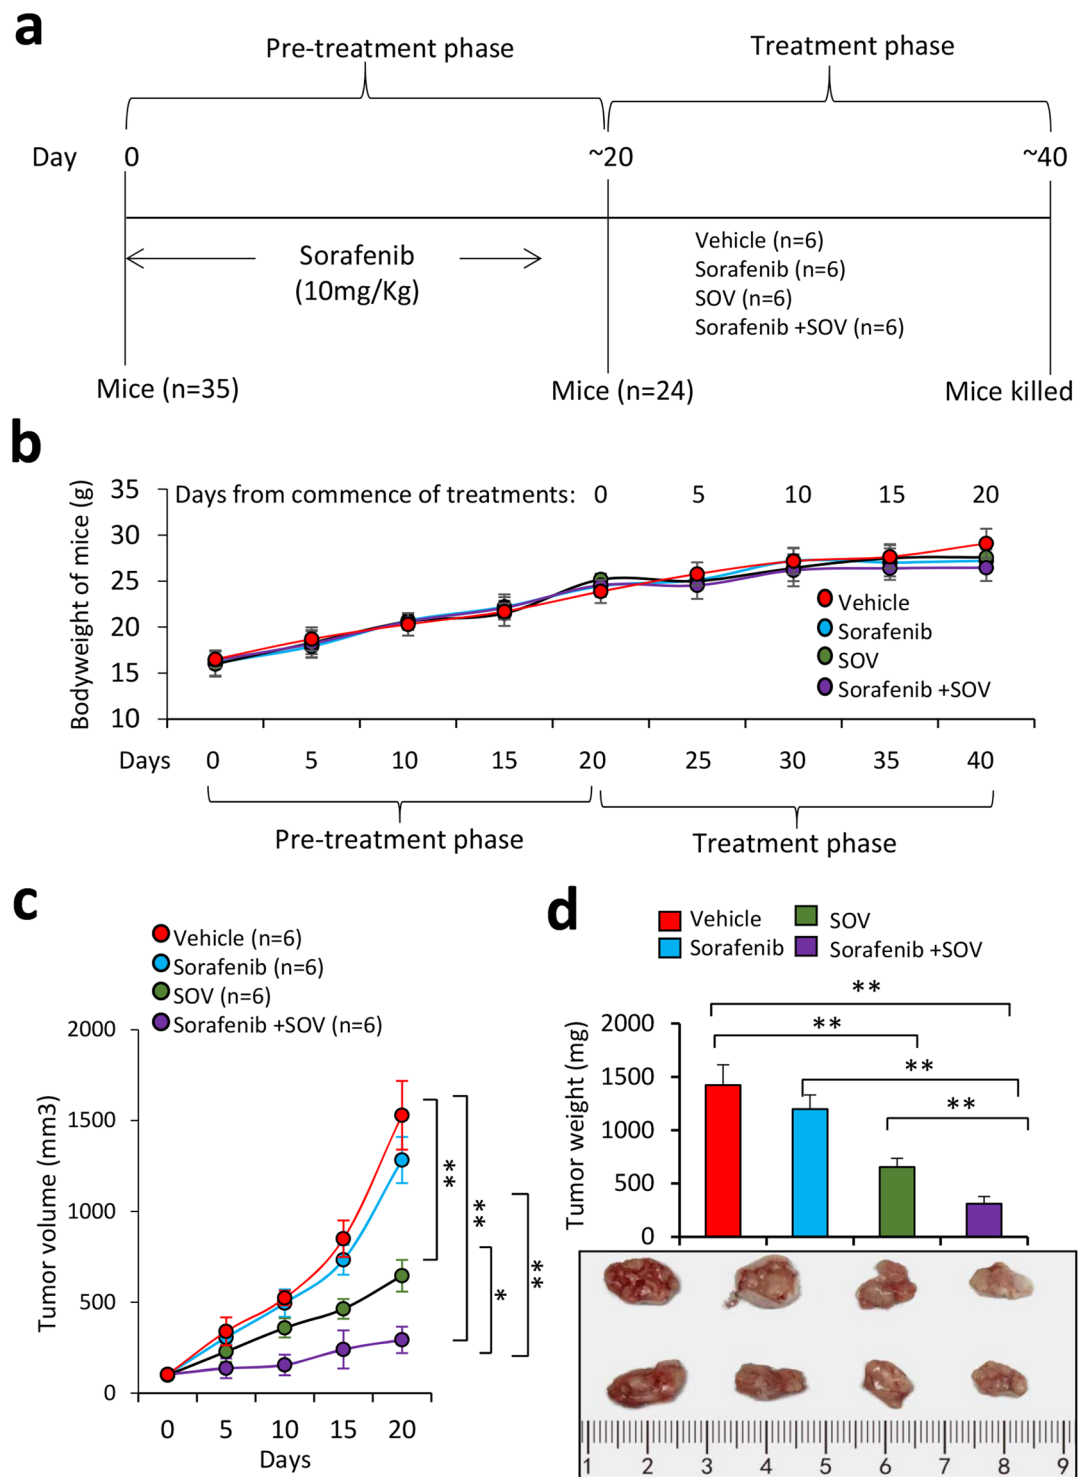 a
Pre-treatment phase
Treatment phase
Day 0 ~20 ~40
Sorafenib
(10mg/Kg)
Vehicle (n=6)
Sorafenib (n=6)
SOV (n=6)
Sorafenib +SOV (n=6)
Mice (n=35)
Mice (n=24)
Mice killed
b
Bodyweight of mice (g)
35
30
25
20
15
10
Days from commence of treatments: 0 5 10 15 20
Vehicle
Sorafenib
SOV
Sorafenib +SOV
Days 0 5 10 15 20 25 30 35 40
Pre-treatment phase
Treatment phase
c
Vehicle (n=6)
Sorafenib (n=6)
SOV (n=6)
Sorafenib +SOV (n=6)
Tumor volume (mm3)
2000
1500
1000
500
0
**
**
*
**
0 5 10 15 20
Days
d
Vehicle
SOV
Sorafenib
Sorafenib +SOV
Tumor weight (mg)
2000
1500
1000
500
0
**
**
**
**
1 2 3 4 5 6 7 8 9